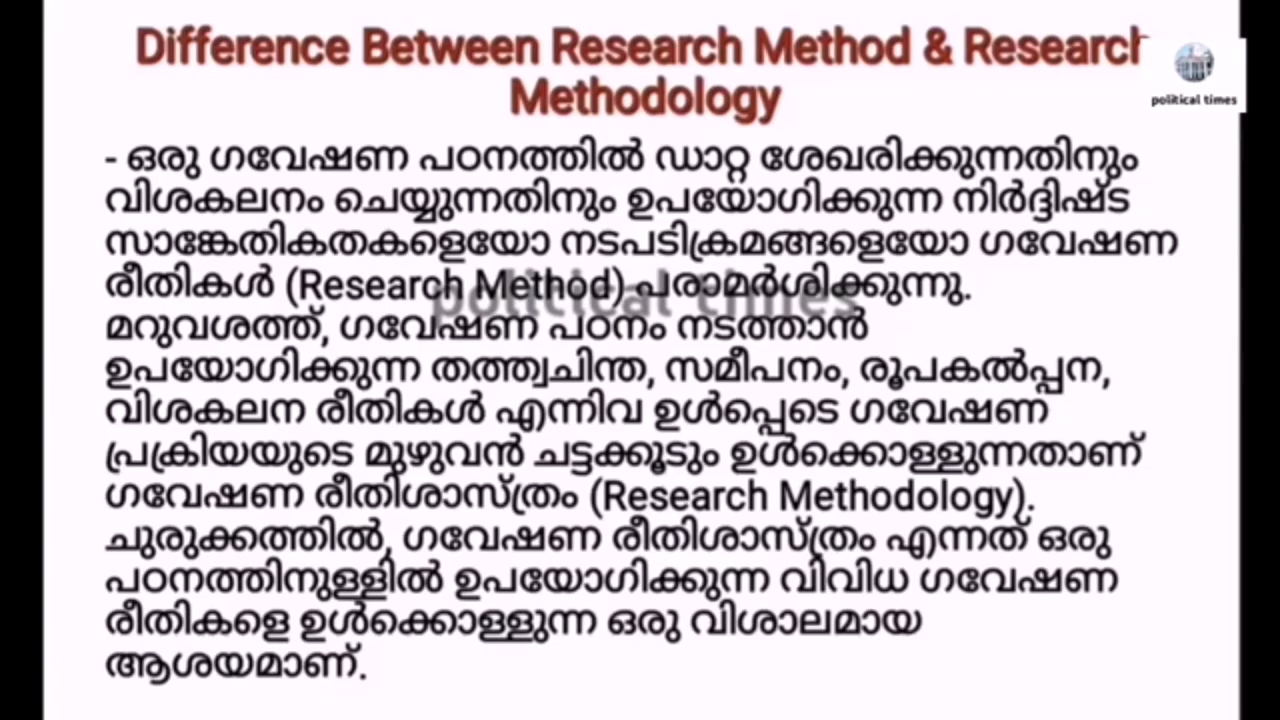 Difference Between Research Method & Research
Methodology
political times
- ഒരു ഗവേഷണ പഠനത്തിൽ ഡാറ്റ ശേഖരിക്കുന്നതിനും
വിശകലനം ചെയ്യുന്നതിനും ഉപയോഗിക്കുന്ന നിർദ്ദിഷ്ട
സാങ്കേതികതകളെയോ നടപടിക്രമങ്ങളെയോ ഗവേഷണ
രീതികൾ (Research Method) പരാമർശിക്കുന്നു.
political times
മറുവശത്ത്, ഗവേഷണ പഠനം നടത്താൻ
ഉപയോഗിക്കുന്ന തത്ത്വചിന്ത, സമീപനം, രൂപകൽപ്പന,
വിശകലന രീതികൾ എന്നിവ ഉൾപ്പെടെ ഗവേഷണ
പ്രക്രിയയുടെ മുഴുവൻ ചട്ടക്കൂടും ഉൾക്കൊള്ളുന്നതാണ്
ഗവേഷണ രീതിശാസ്ത്രം (Research Methodology).
ചുരുക്കത്തിൽ, ഗവേഷണ രീതിശാസ്ത്രം എന്നത് ഒരു
പഠനത്തിനുള്ളിൽ ഉപയോഗിക്കുന്ന വിവിധ ഗവേഷണ
രീതികളെ ഉൾക്കൊള്ളുന്ന ഒരു വിശാലമായ
ആശയമാണ്.